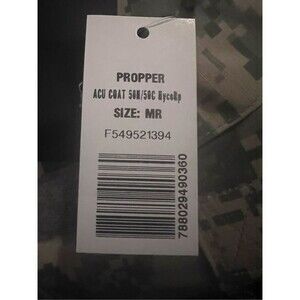 PROPPER
ACU COAT 50N/50C NycoRp
SIZE: MR
F549521394
788029490360